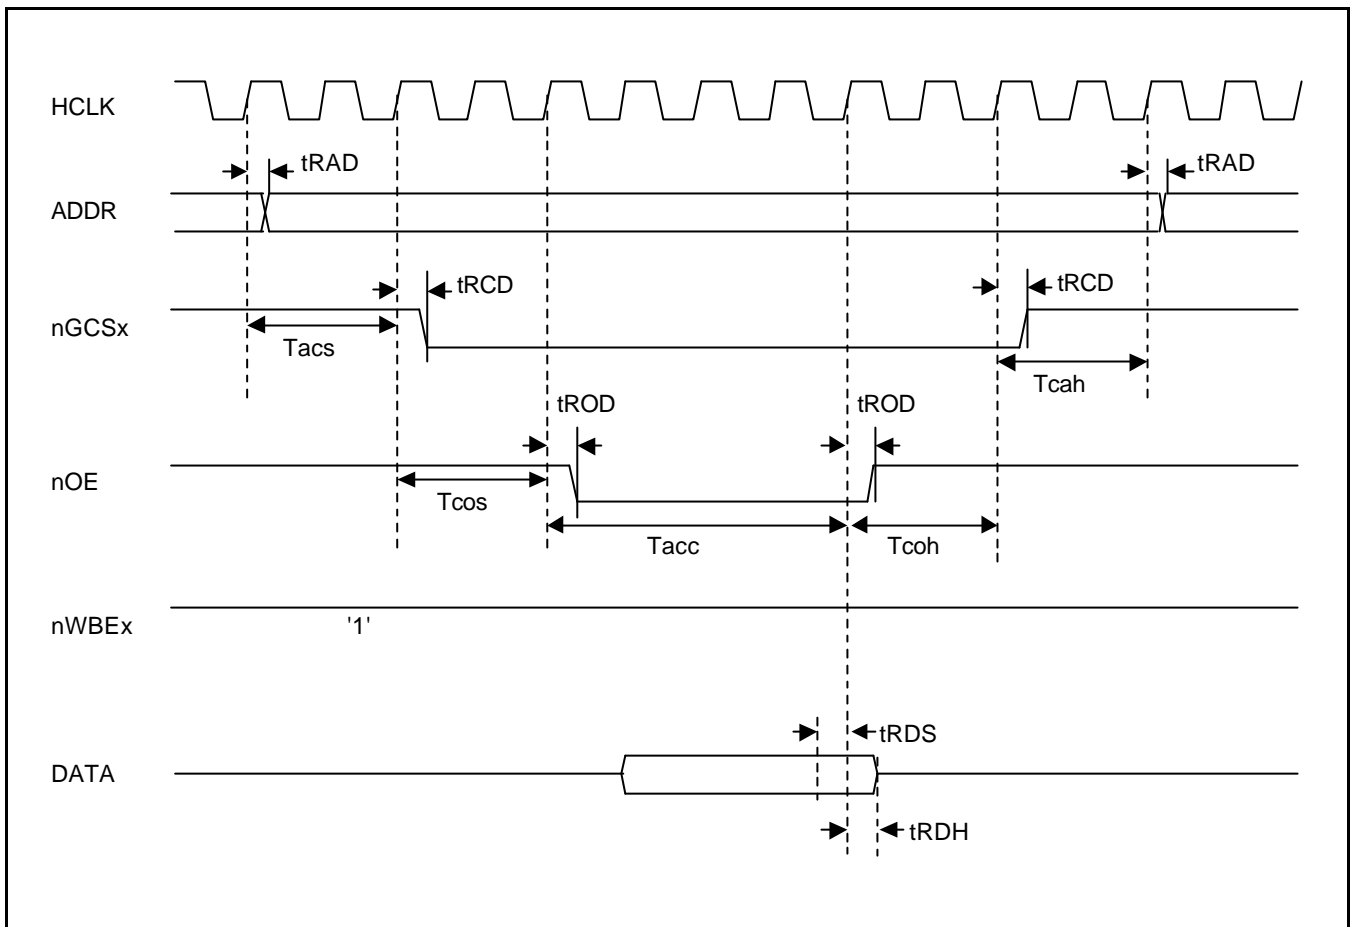 HCLK
tRAD tRAD
ADDR
tRCD tRCD
nGCSx
Tacs
Tcah
tROD tROD
nOE
Tcos
Tacc Tcoh
nWBEx '1'
tRDS
DATA
tRDH